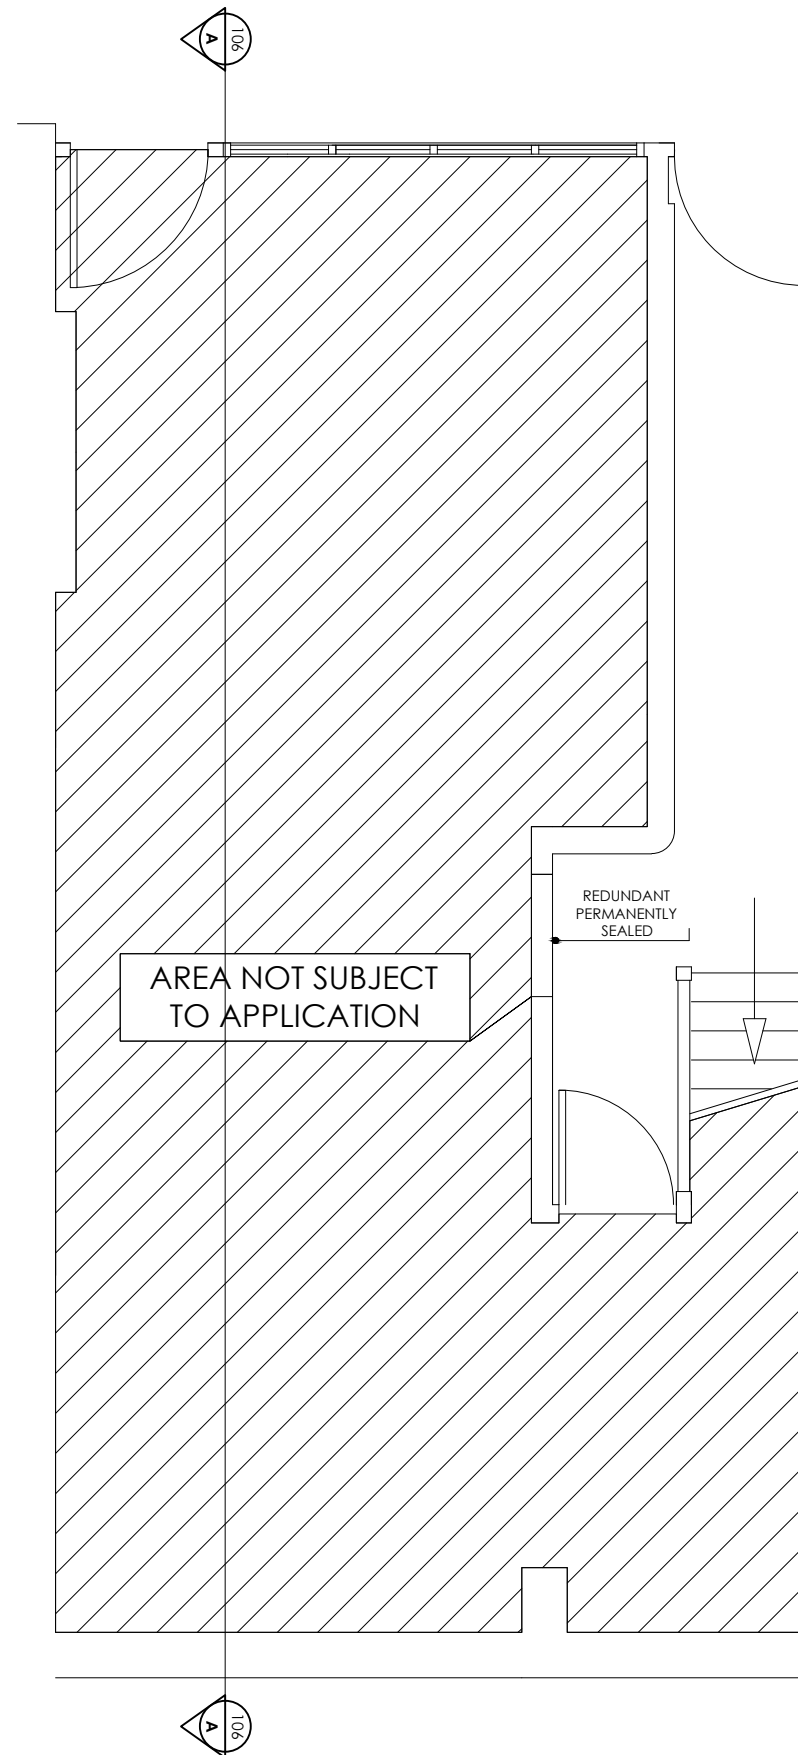 A
106
REDUNDANT
PERMANENTLY
SEALED
AREA NOT SUBJECT
TO APPLICATION
A
106